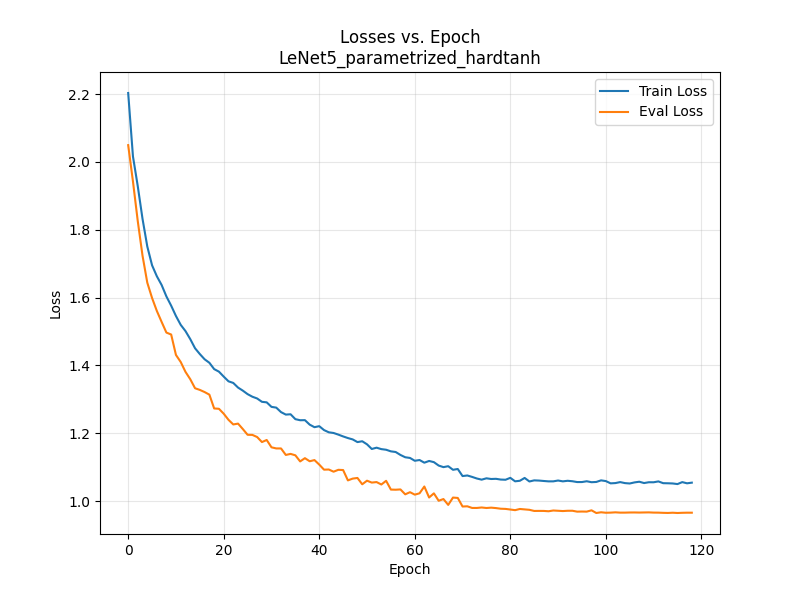 Losses vs. Epoch
LeNet5_parametrized_hardtanh
Train Loss
Eval Loss
2.2
2.0
1.8
1.6
1.4
1.2
1.0
Loss
0 20 40 60 80 100 120
Epoch